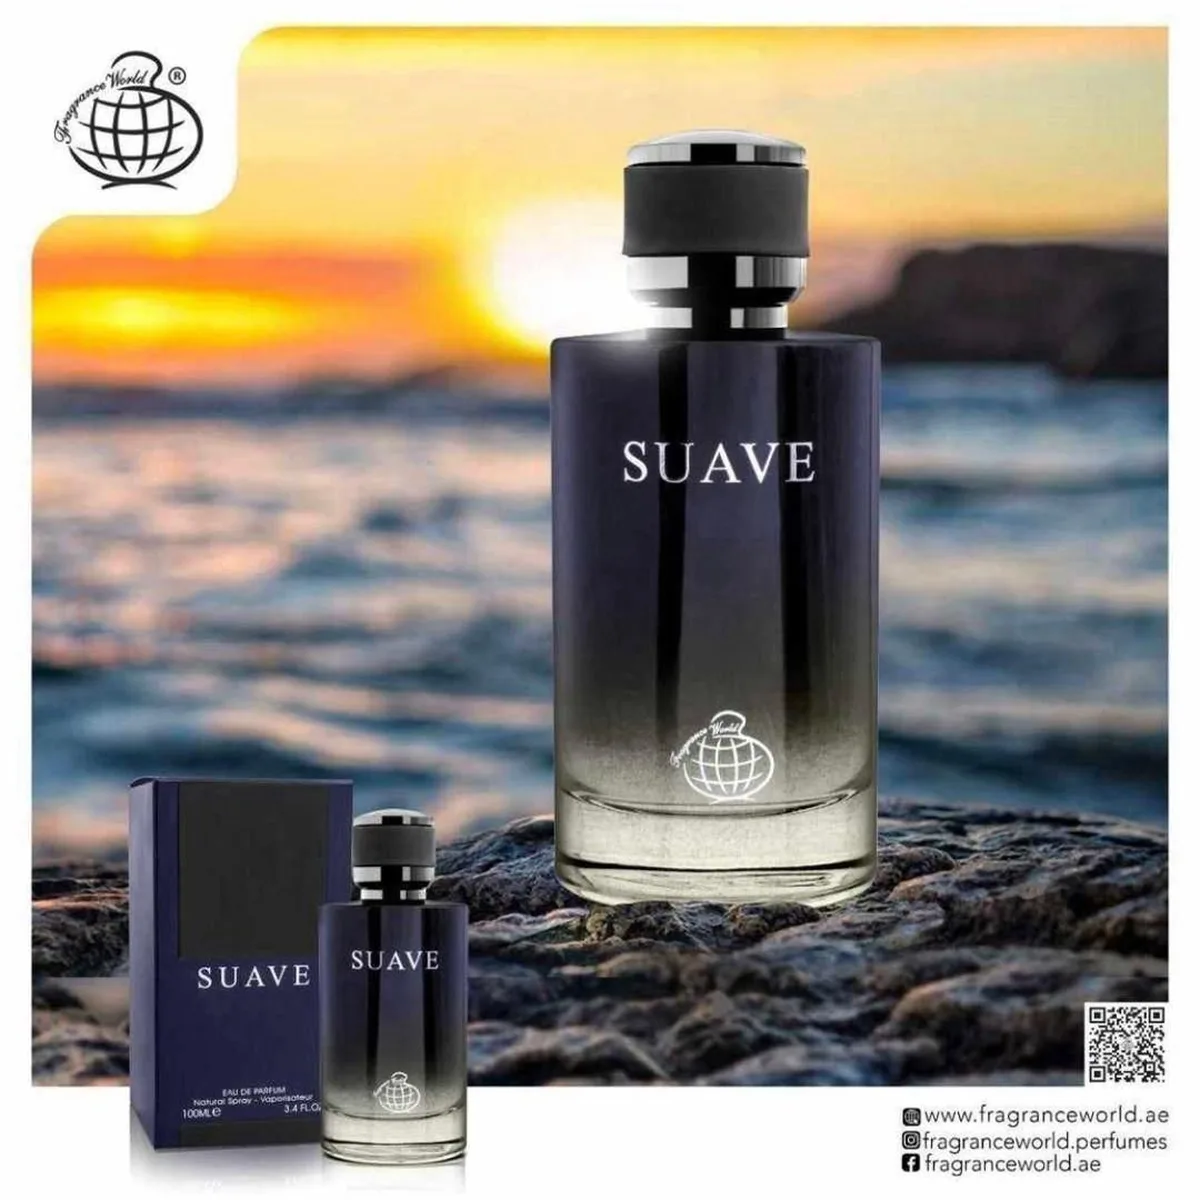 Fragrance World ®
SUAVE
Fragrance World
SUAVE
EAU DE PARFUM
Natural Spray - Vaporisateur
100ML e 3.4 FL.OZ
SUAVE
www.fragranceworld.ae
fragranceworld.perfumes
fragranceworld.ae